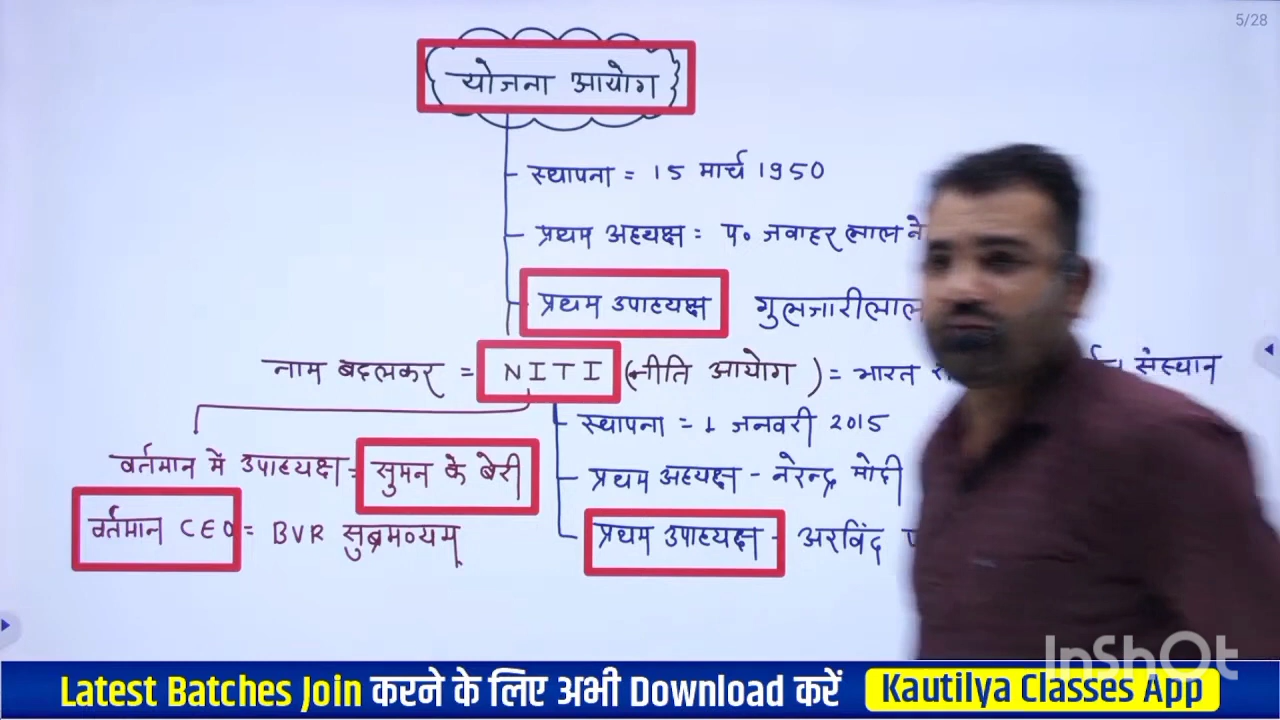 5/28
योजना आयोग
स्थापना = 15 मार्च 1950
प्रथम अध्यक्ष = प० जवाहर लाल ने
प्रथम उपाध्यक्ष गुलजारीलाल
नाम बदलकर = NITI (नीति आयोग) = भारत संस्थान
स्थापना = 1 जनवरी 2015
वर्तमान में उपाध्यक्ष = सुमन के बेरी
प्रथम अध्यक्ष - नरेन्द्र मोदी
वर्तमान CEO = BVR सुब्रमण्यम्
प्रथम उपाध्यक्ष - अरविंद
InShOt
Latest Batches Join करने के लिए अभी Download करें Kautilya Classes App